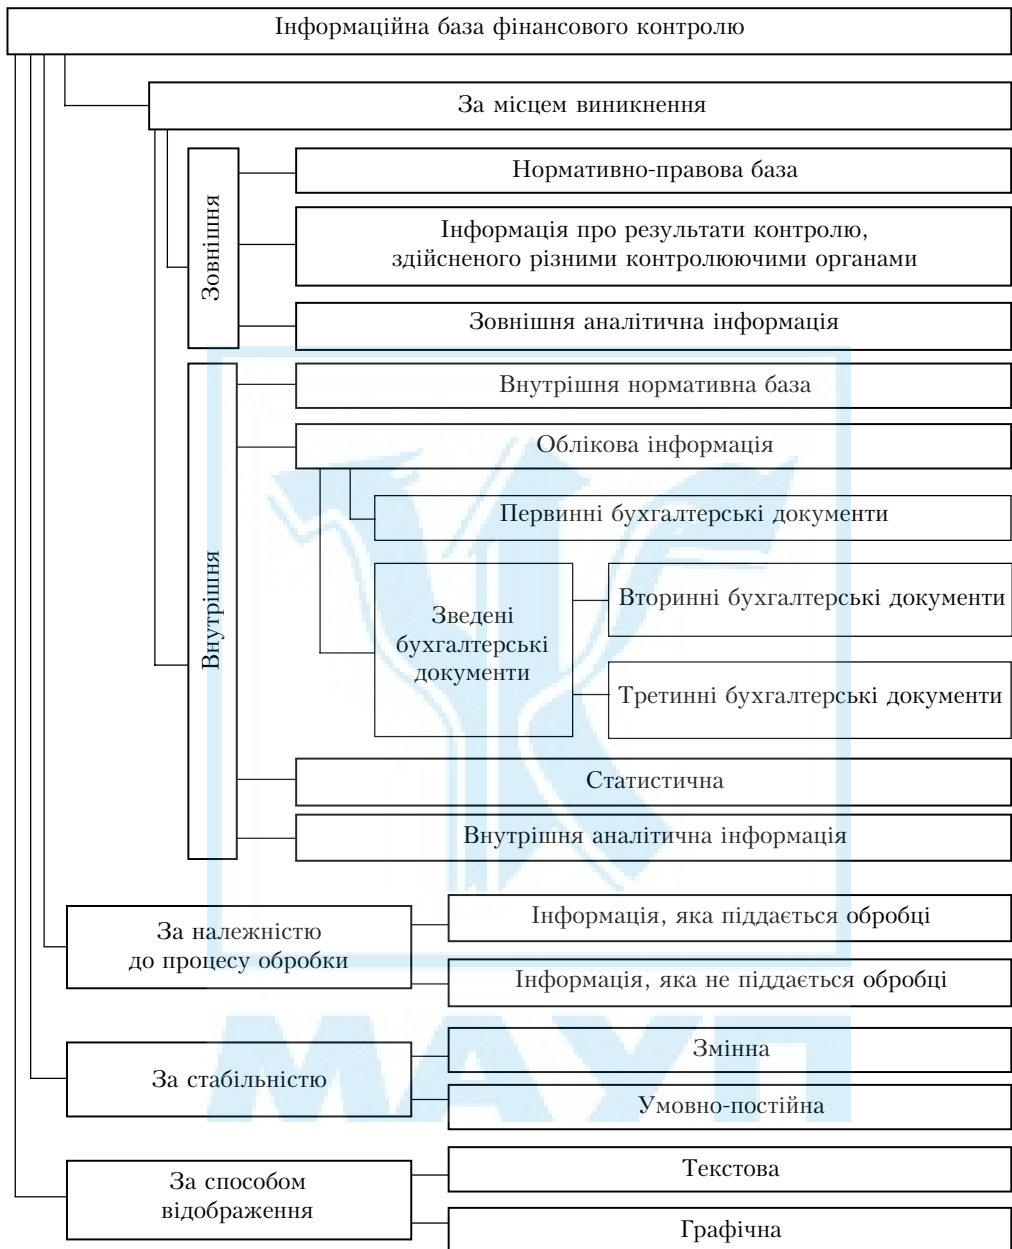 Інформаційна база фінансового контролю
За місцем виникнення
Зовнішня
Нормативно-правова база
Інформація про результати контролю,
здійсненого різними контролюючими органами
Зовнішня аналітична інформація
Внутрішня
Внутрішня нормативна база
Облікова інформація
Первинні бухгалтерські документи
Зведені
бухгалтерські
документи
Вторинні бухгалтерські документи
Третинні бухгалтерські документи
Статистична
Внутрішня аналітична інформація
За належністю
до процесу обробки
Інформація, яка піддається обробці
Інформація, яка не піддається обробці
За стабільністю
Змінна
Умовно-постійна
За способом
відображення
Текстова
Графічна
МАУП